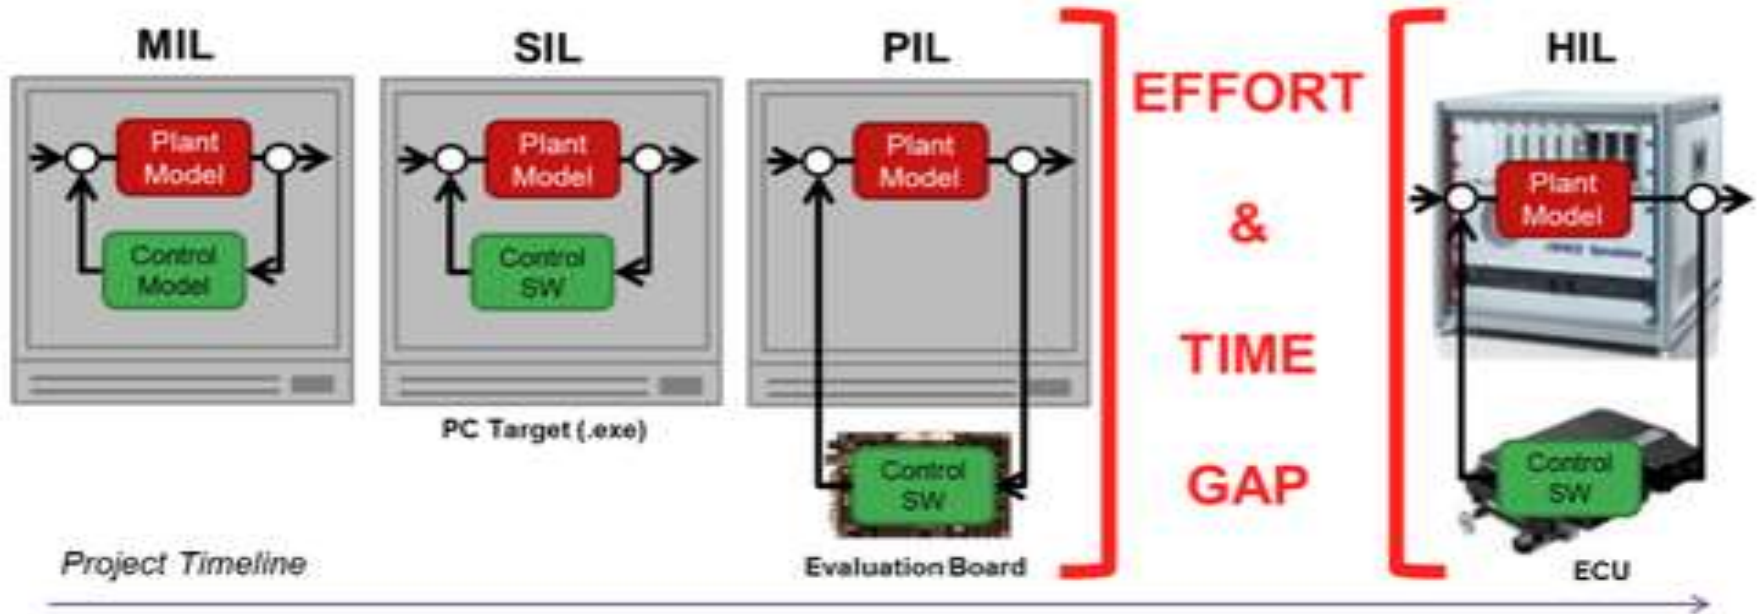 MIL
SIL
PIL
HIL
Plant
Model
Control
Model
Plant
Model
Control
SW
PC Target (.exe)
Plant
Model
Control
SW
Evaluation Board
EFFORT
&
TIME
GAP
Plant
Model
Control
SW
ECU
Project Timeline